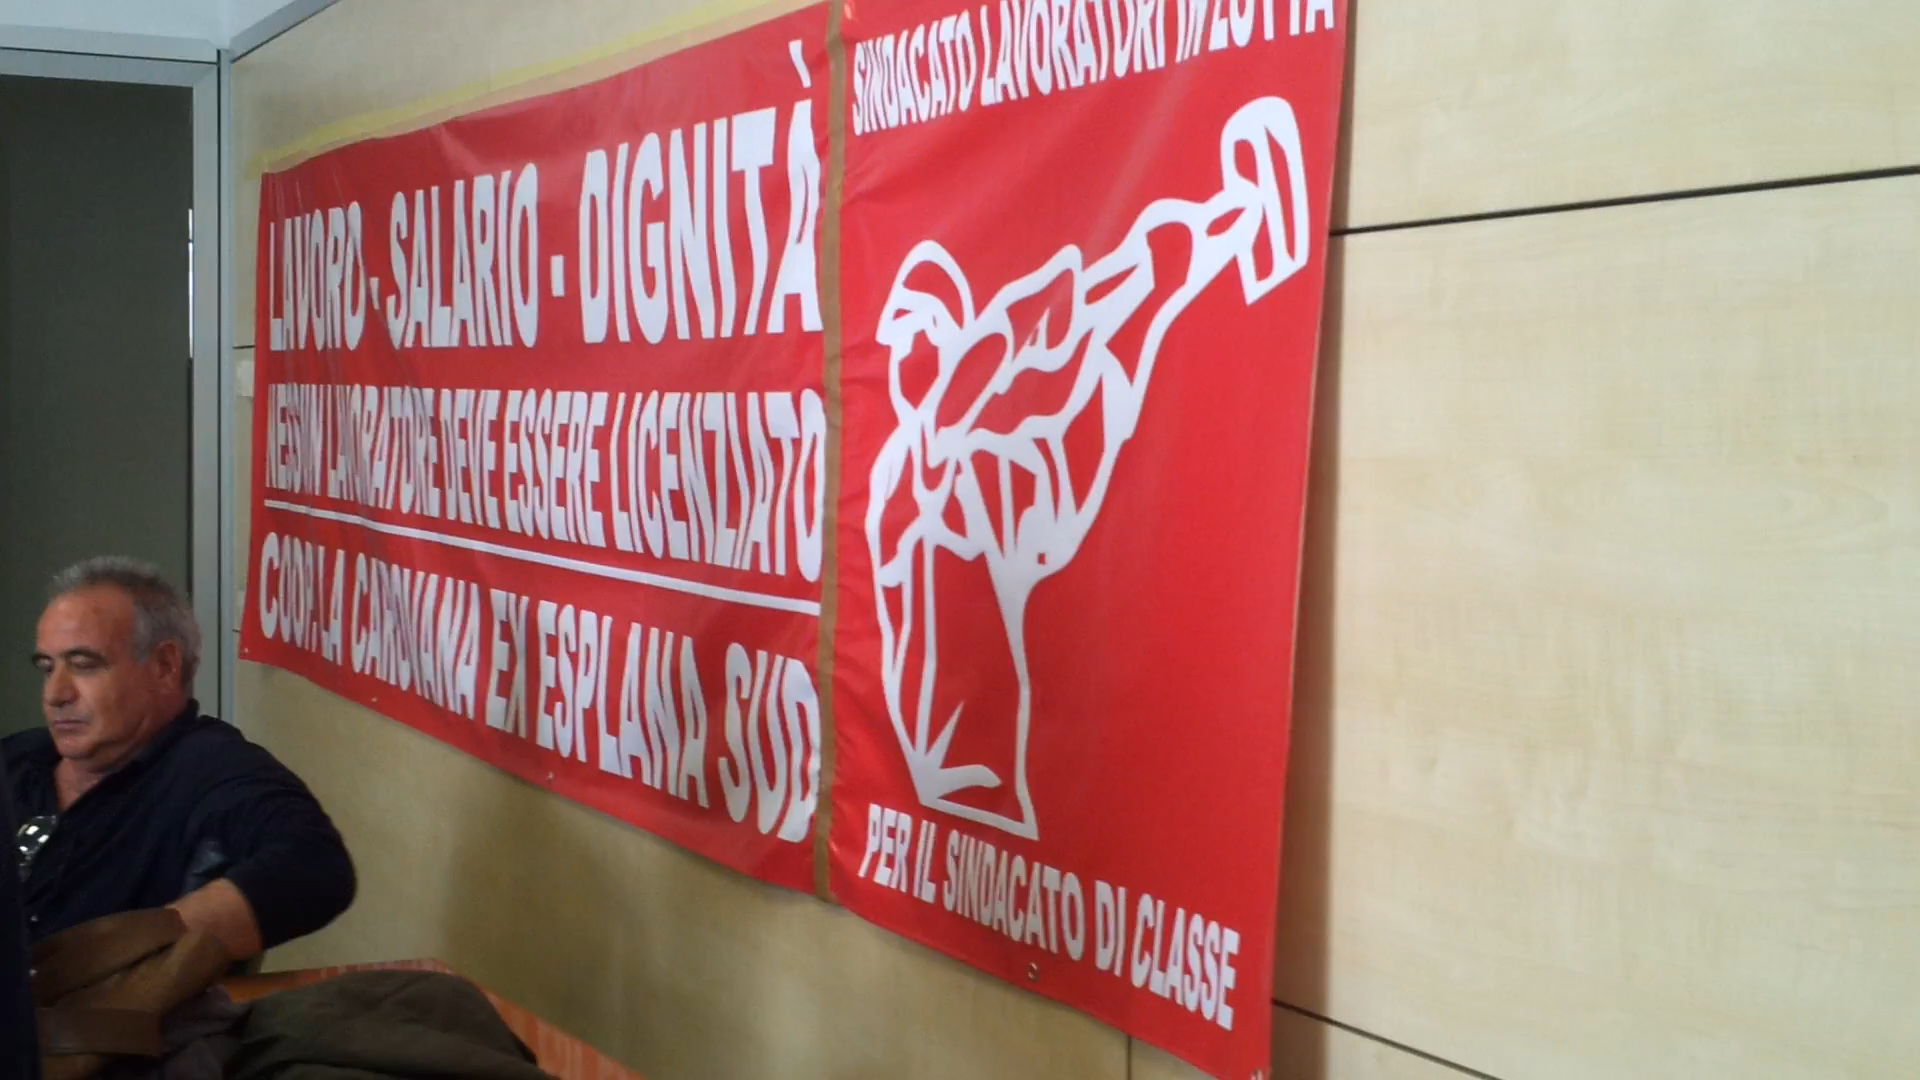 LAVORO - SALARIO - DIGNITÀ
NESSUN LAVORATORE DEVE ESSERE LICENZIATO
COOP. LA CAROVANA EX ESPLANA SUD
SINDACATO LAVORATORI IN LOTTA
PER IL SINDACATO DI CLASSE